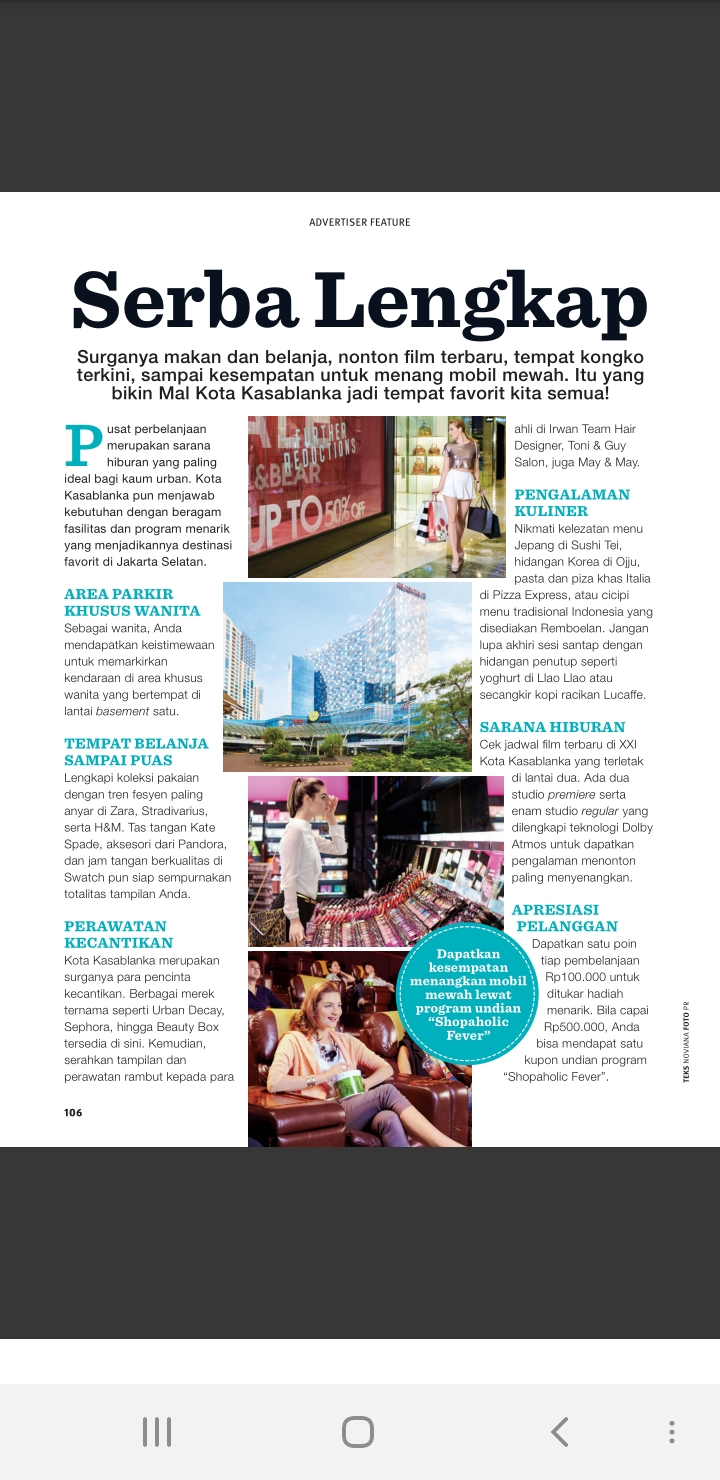 ADVERTISER FEATURE
Serba Lengkap
Surganya makan dan belanja, nonton film terbaru, tempat kongko
terkini, sampai kesempatan untuk menang mobil mewah. Itu yang
bikin Mal Kota Kasablanka jadi tempat favorit kita semua!
Pusat perbelanjaan
merupakan sarana
hiburan yang paling
ideal bagi kaum urban. Kota
Kasablanka pun menjawab
kebutuhan dengan beragam
fasilitas dan program menarik
yang menjadikannya destinasi
favorit di Jakarta Selatan.
AREA PARKIR
KHUSUS WANITA
Sebagai wanita, Anda
mendapatkan keistimewaan
untuk memarkirkan
kendaraan di area khusus
wanita yang bertempat di
lantai basement satu.
TEMPAT BELANJA
SAMPAI PUAS
Lengkapi koleksi pakaian
dengan tren fesyen paling
anyar di Zara, Stradivarius,
serta H&M. Tas tangan Kate
Spade, aksesori dari Pandora,
dan jam tangan berkualitas di
Swatch pun siap sempurnakan
totalitas tampilan Anda.
PERAWATAN
KECANTIKAN
Kota Kasablanka merupakan
surganya para pencinta
kecantikan. Berbagai merek
ternama seperti Urban Decay,
Sephora, hingga Beauty Box
tersedia di sini. Kemudian,
serahkan tampilan dan
perawatan rambut kepada para
ahli di Irwan Team Hair
Designer, Toni & Guy
Salon, juga May & May.
PENGALAMAN
KULINER
Nikmati kelezatan menu
Jepang di Sushi Tei,
hidangan Korea di Ojju,
pasta dan piza khas Italia
di Pizza Express, atau cicipi
menu tradisional Indonesia yang
disediakan Remboelan. Jangan
lupa akhiri sesi santap dengan
hidangan penutup seperti
yoghurt di Llao Llao atau
secangkir kopi racikan Lucaffe.
SARANA HIBURAN
Cek jadwal film terbaru di XXI
Kota Kasablanka yang terletak
di lantai dua. Ada dua
studio premiere serta
enam studio regular yang
dilengkapi teknologi Dolby
Atmos untuk dapatkan
pengalaman menonton
paling menyenangkan.
APRESIASI
PELANGGAN
Dapatkan satu poin
tiap pembelanjaan
Rp100.000 untuk
ditukar hadiah
menarik. Bila capai
Rp500.000, Anda
bisa mendapat satu
kupon undian program
“Shopaholic Fever”.
FURTHER
REDUCTIONS
&BEAR
UP TO 50% OFF
Dapatkan
kesempatan
menangkan mobil
mewah lewat
program undian
“Shopaholic
Fever”
TEKS NOVIANA FOTO PR
106